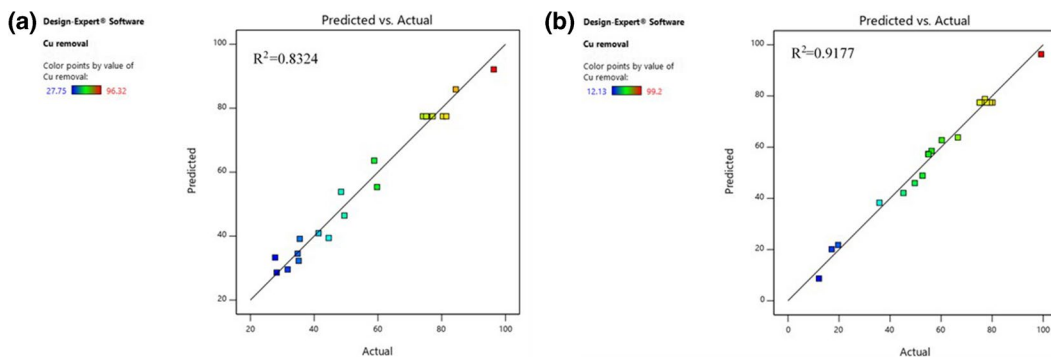 (a)
Design-Expert® Software
Cu removal
Color points by value of
Cu removal:
27.75 96.32
Predicted vs. Actual
R²=0.8324
Predicted
100
80
60
40
20
20 40 60 80 100
Actual
(b)
Design-Expert® Software
Cu removal
Color points by value of
Cu removal:
12.13 99.2
Predicted vs. Actual
R²=0.9177
Predicted
100
80
60
40
20
0
0 20 40 60 80 100
Actual